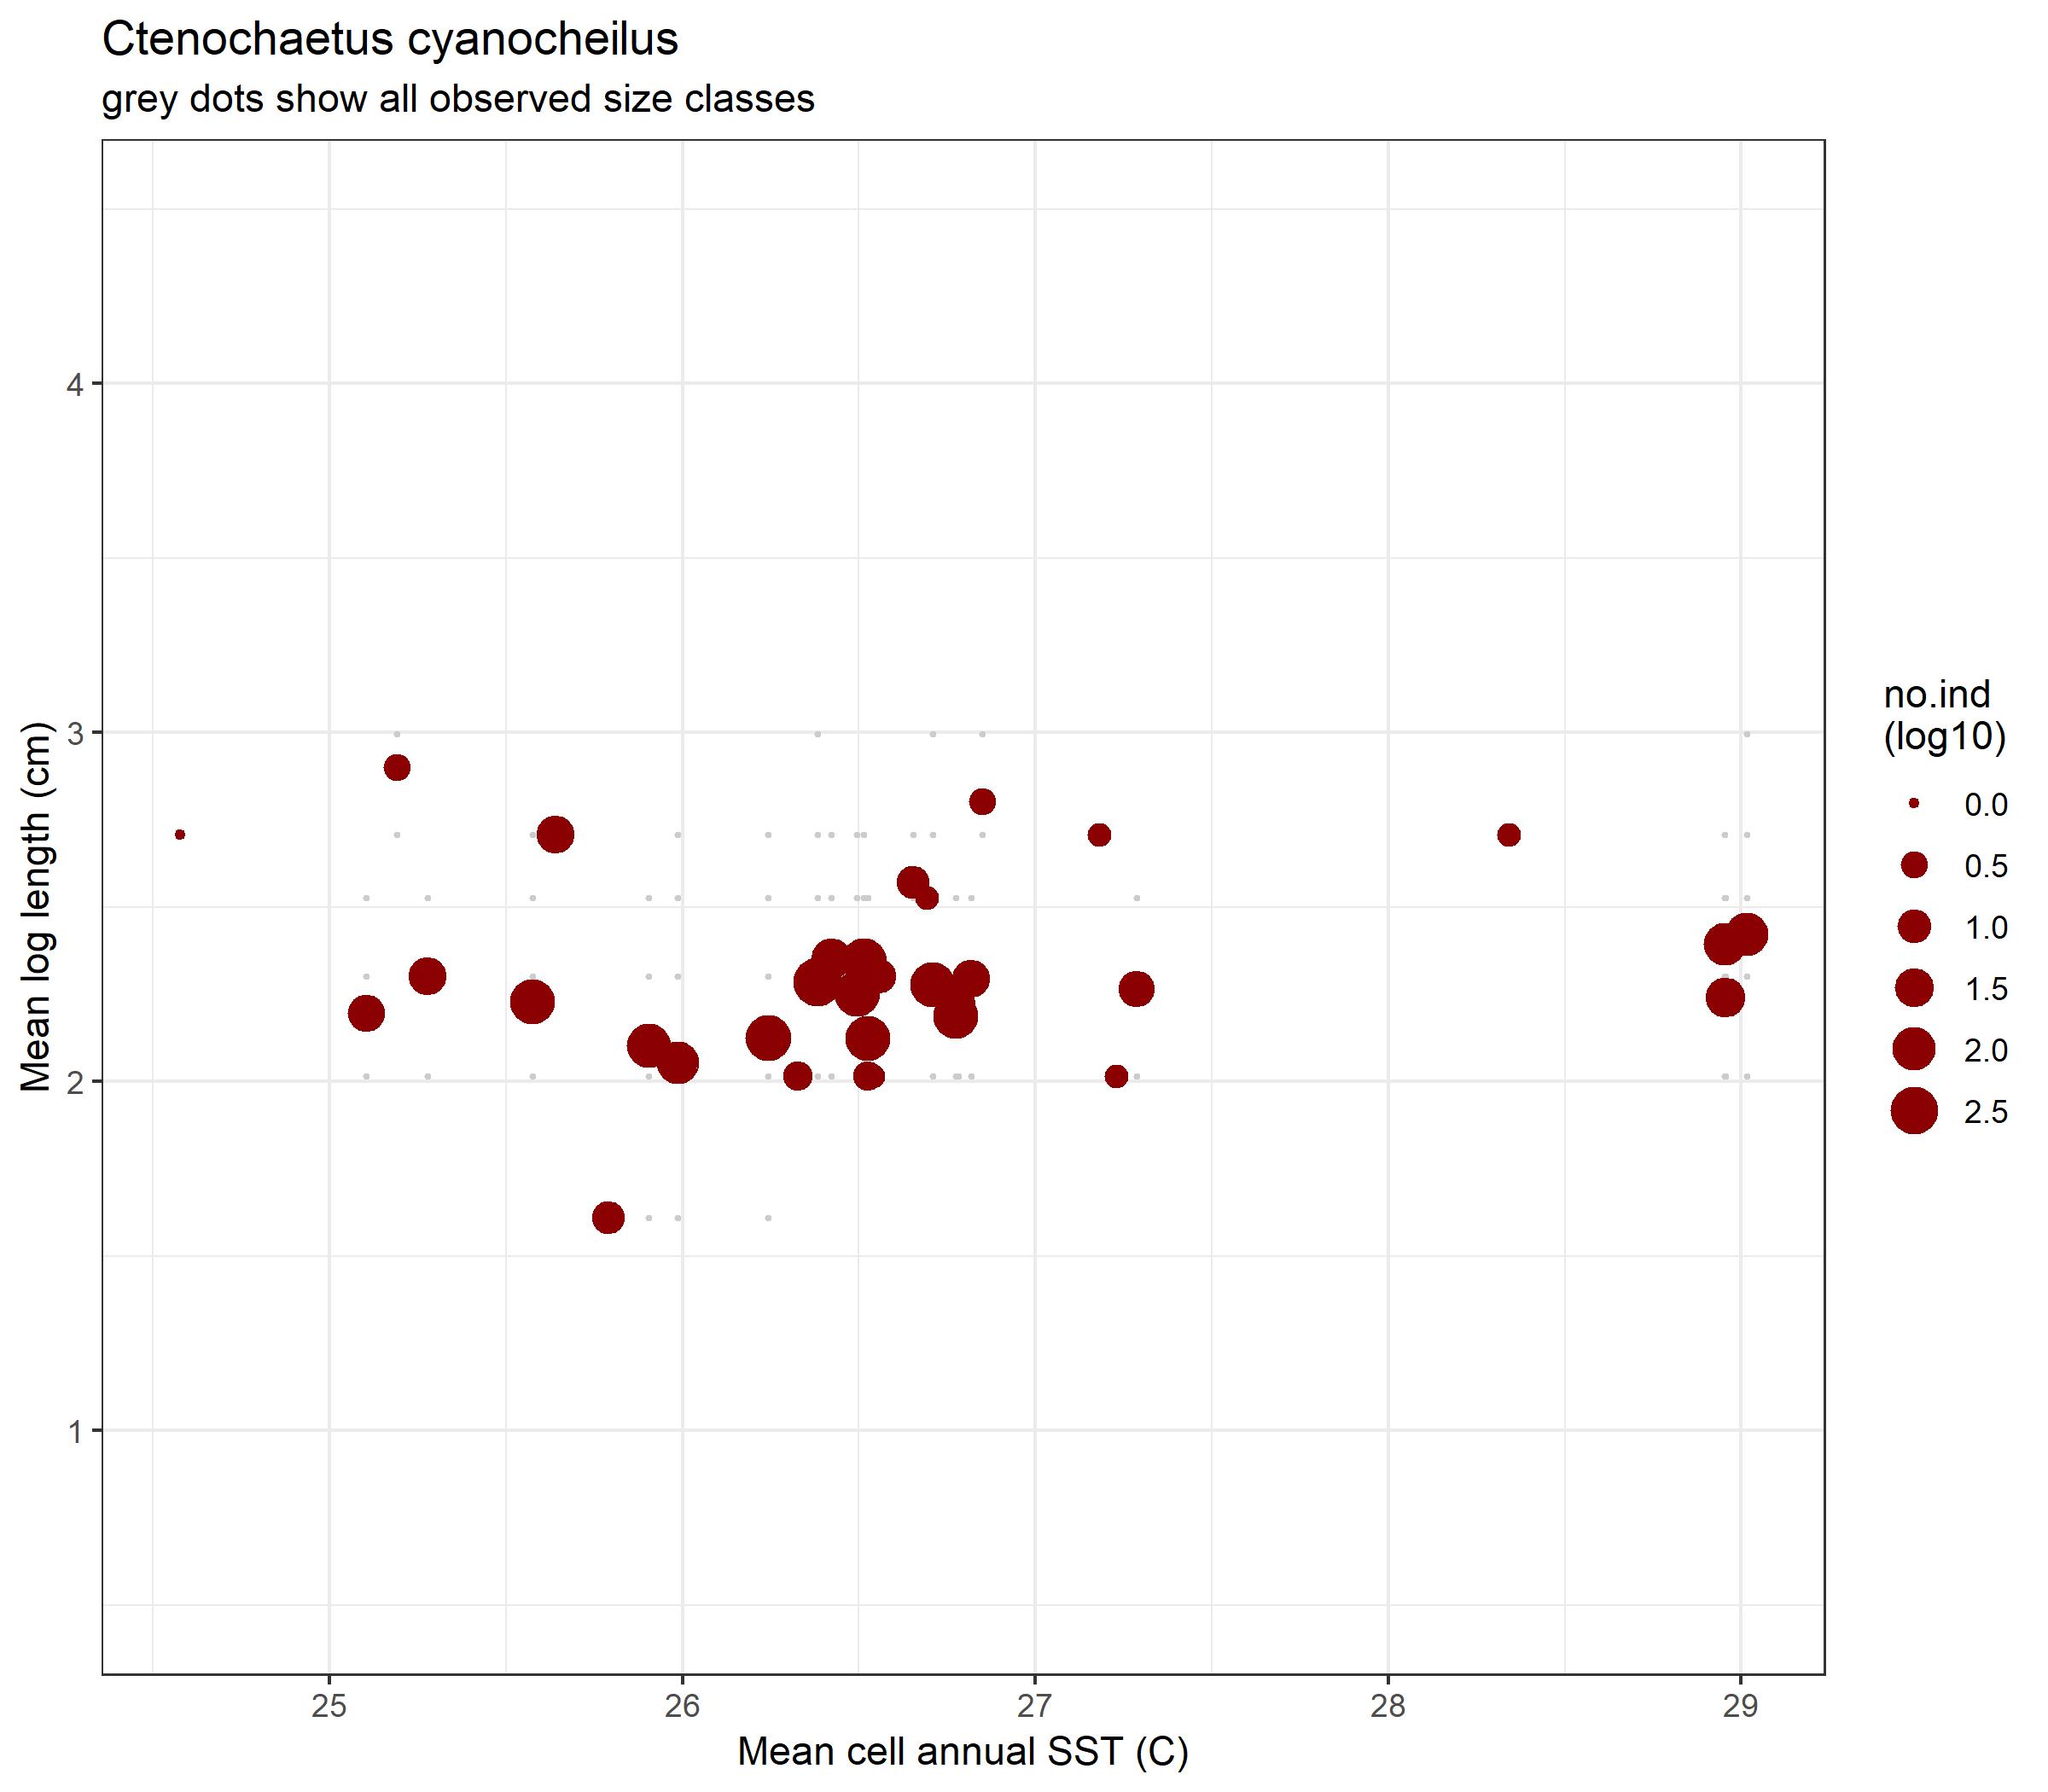 Ctenochaetus cyanocheilus
grey dots show all observed size classes
Mean log length (cm)
4
3
2
1
25 26 27 28 29
Mean cell annual SST (C)
no.ind
(log10)
0.0
0.5
1.0
1.5
2.0
2.5